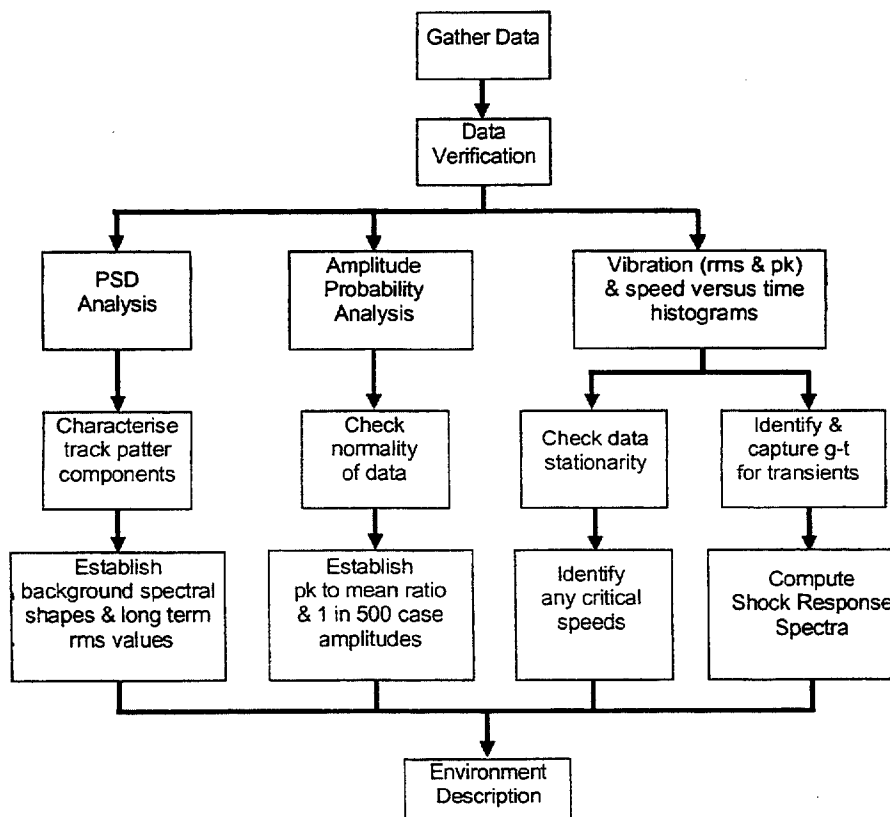 Gather Data
Data
Verification
PSD
Analysis
Amplitude
Probability
Analysis
Vibration (rms & pk)
& speed versus time
histograms
Characterise
track patter
components
Check
normality
of data
Check data
stationarity
Identify &
capture g-t
for transients
Establish
background spectral
shapes & long term
rms values
Establish
pk to mean ratio
& 1 in 500 case
amplitudes
Identify
any critical
speeds
Compute
Shock Response
Spectra
Environment
Description